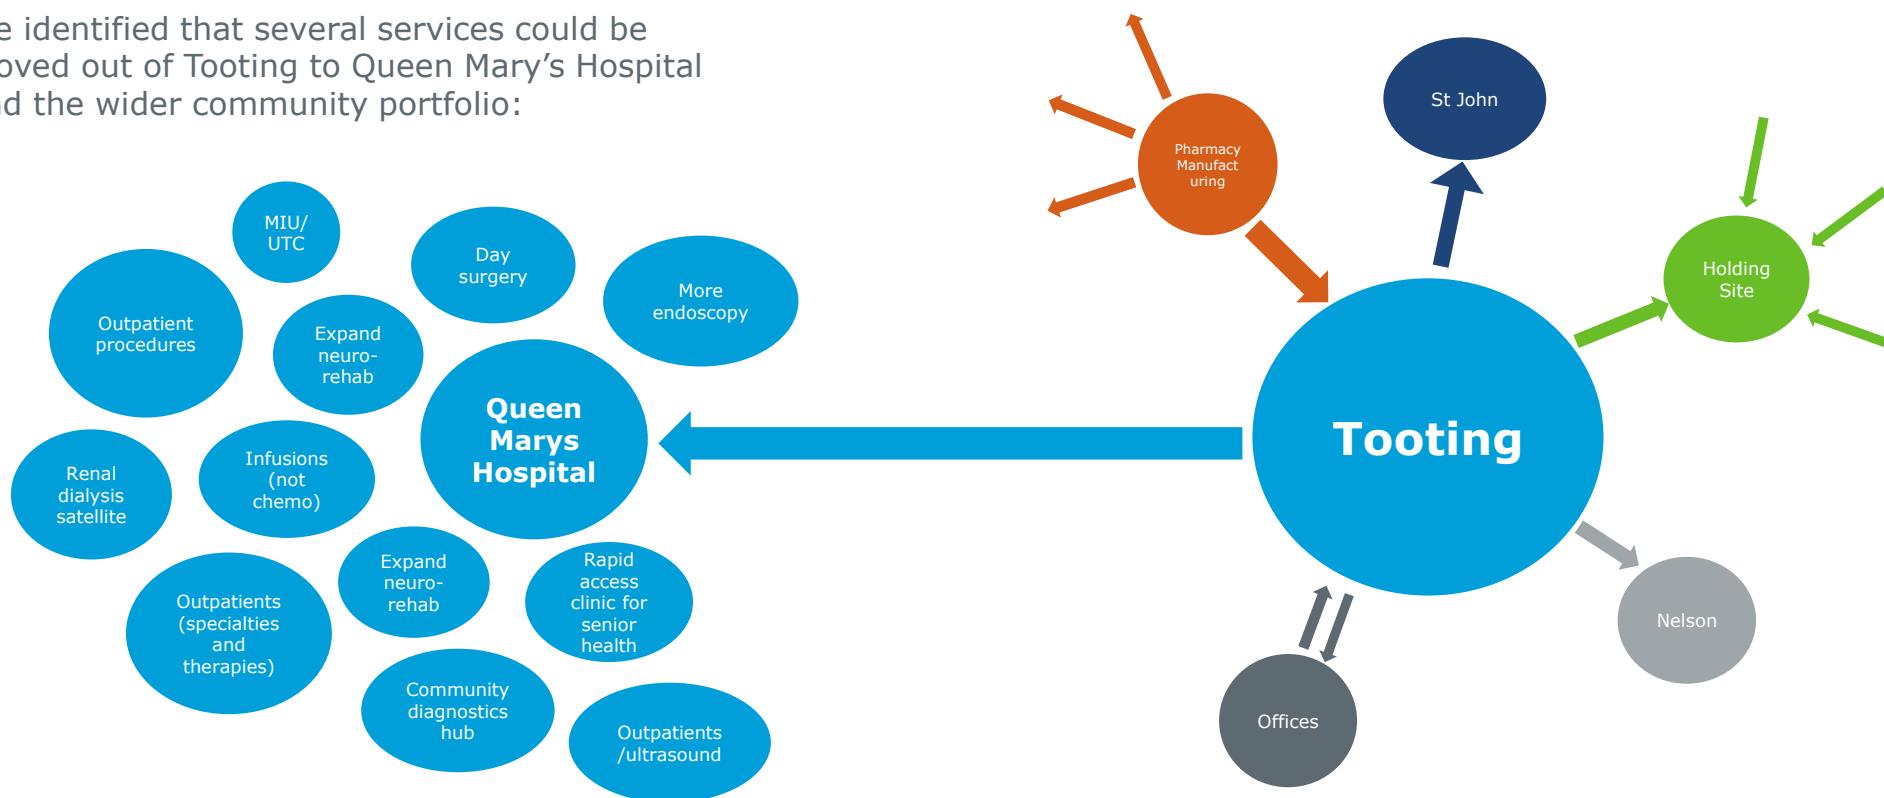 e identified that several services could be
oved out of Tooting to Queen Mary’s Hospital
nd the wider community portfolio:
MIU/
UTC
Day
surgery
More
endoscopy
Outpatient
procedures
Expand
neuro-
rehab
Queen
Marys
Hospital
Infusions
(not
chemo)
Renal
dialysis
satellite
Expand
neuro-
rehab
Rapid
access
clinic for
senior
health
Outpatients
(specialties
and
therapies)
Community
diagnostics
hub
Outpatients
/ultrasound
Pharmacy
Manufact
uring
St John
Holding
Site
Tooting
Nelson
Offices